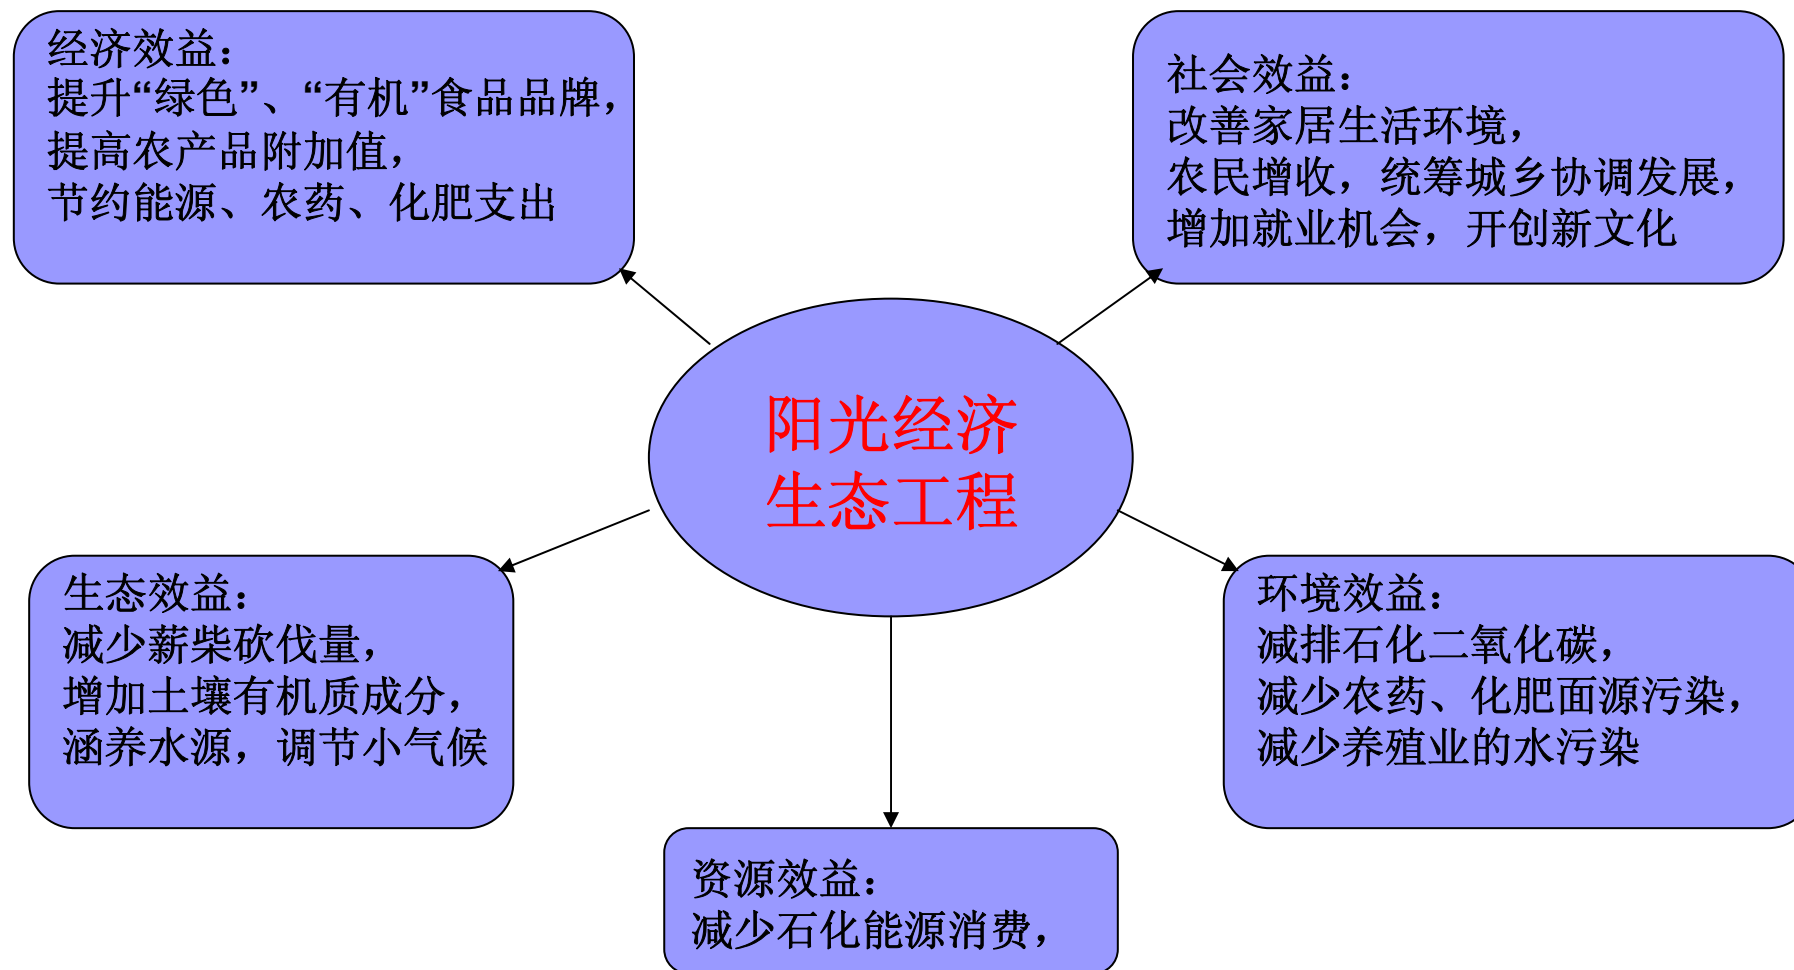 经济效益：
提升“绿色”、“有机”食品品牌，
提高农产品附加值，
节约能源、农药、化肥支出
社会效益：
改善家居生活环境，
农民增收，统筹城乡协调发展，
增加就业机会，开创新文化
阳光经济
生态工程
生态效益：
减少薪柴砍伐量，
增加土壤有机质成分，
涵养水源，调节小气候
环境效益：
减排石化二氧化碳，
减少农药、化肥面源污染，
减少养殖业的水污染
资源效益：
减少石化能源消费，